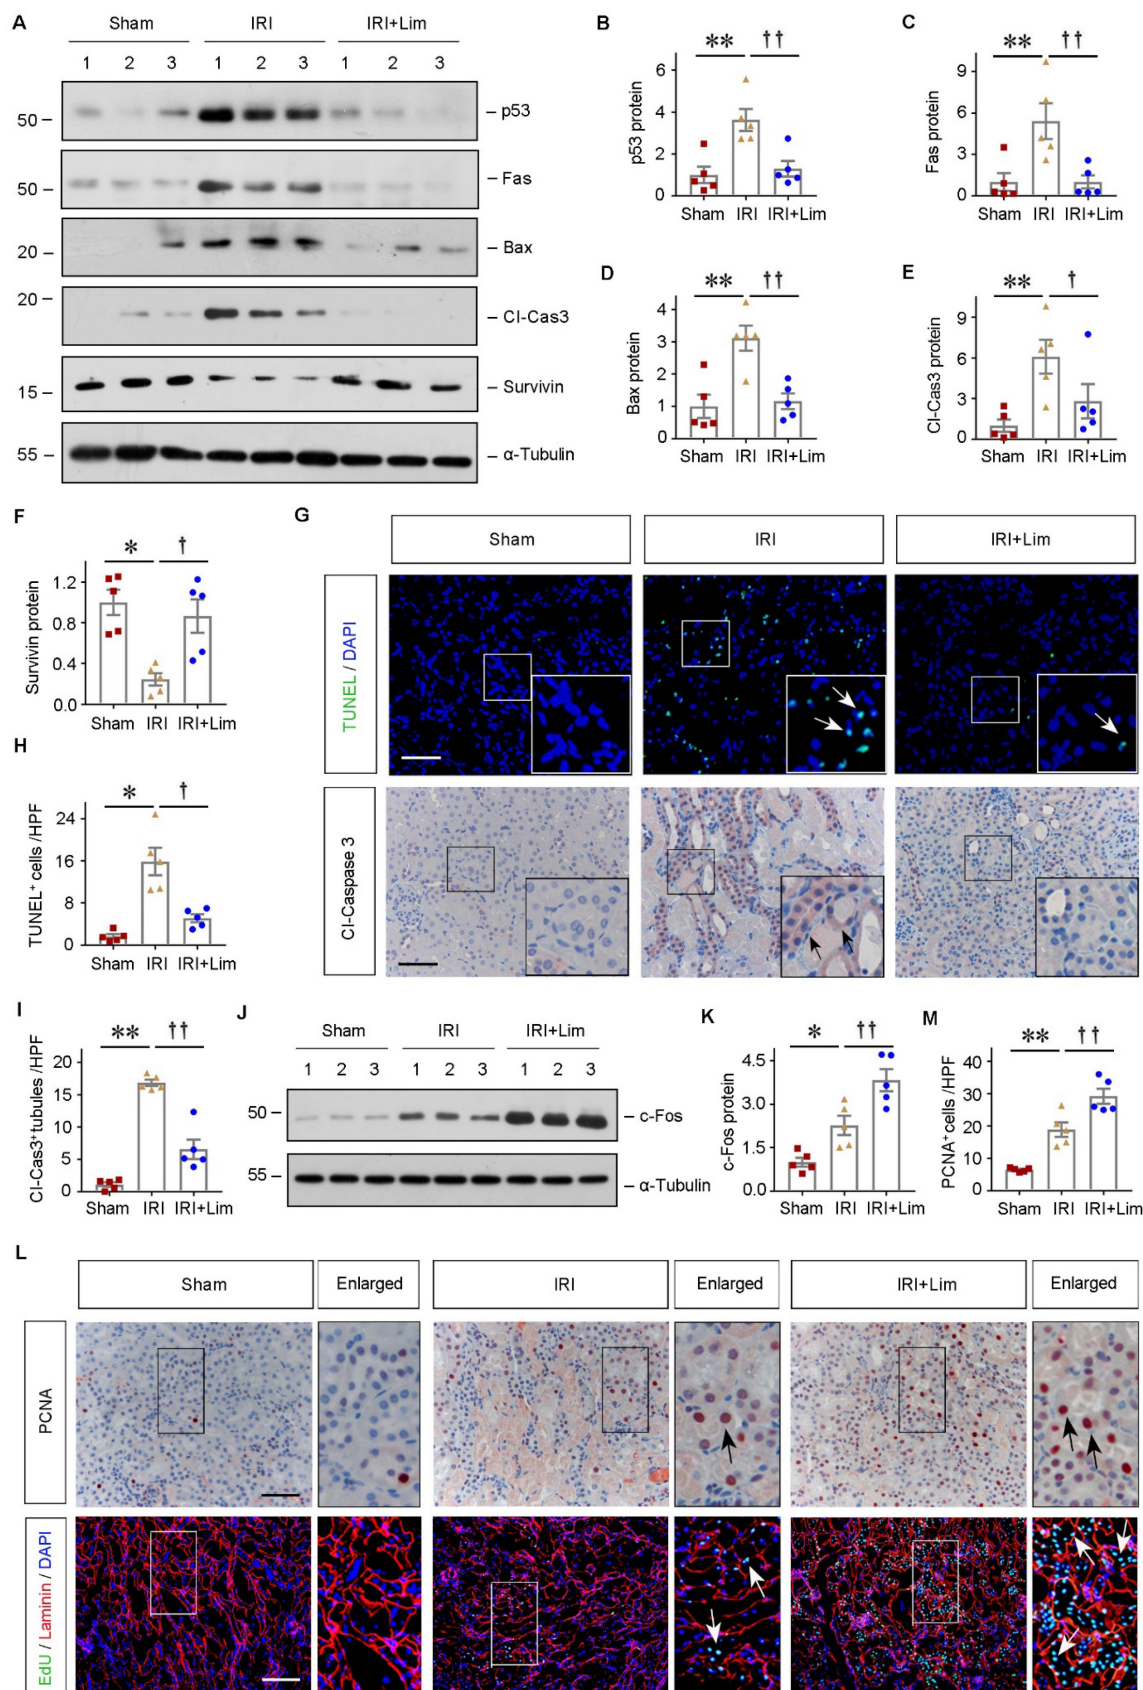 A
Sham IRI IRI+Lim
1 2 3 1 2 3 1 2 3
50 – – p53
50 – – Fas
20 – – Bax
20 – – Cl-Cas3
15 – – Survivin
55 – – α-Tubulin
B
** ††
p53 protein
6
4
2
0
Sham IRI IRI+Lim
C
** ††
Fas protein
9
6
3
0
Sham IRI IRI+Lim
D
** ††
Bax protein
4
3
2
1
0
Sham IRI IRI+Lim
E
** †
Cl-Cas3 protein
9
6
3
0
Sham IRI IRI+Lim
F
* †
Survivin protein
1.2
0.8
0.4
0.0
Sham IRI IRI+Lim
G
Sham IRI IRI+Lim
TUNEL / DAPI
Cl-Caspase 3
H
* †
TUNEL⁺ cells /HPF
24
16
8
0
Sham IRI IRI+Lim
I
** ††
Cl-Cas3⁺tubules /HPF
20
15
10
5
0
Sham IRI IRI+Lim
J
Sham IRI IRI+Lim
1 2 3 1 2 3 1 2 3
50 – – c-Fos
55 – – α-Tubulin
K
* ††
c-Fos protein
4.5
3.0
1.5
0.0
Sham IRI IRI+Lim
M
** ††
PCNA⁺cells /HPF
40
30
20
10
0
Sham IRI IRI+Lim
L
Sham Enlarged IRI Enlarged IRI+Lim Enlarged
PCNA
EdU / Laminin / DAPI